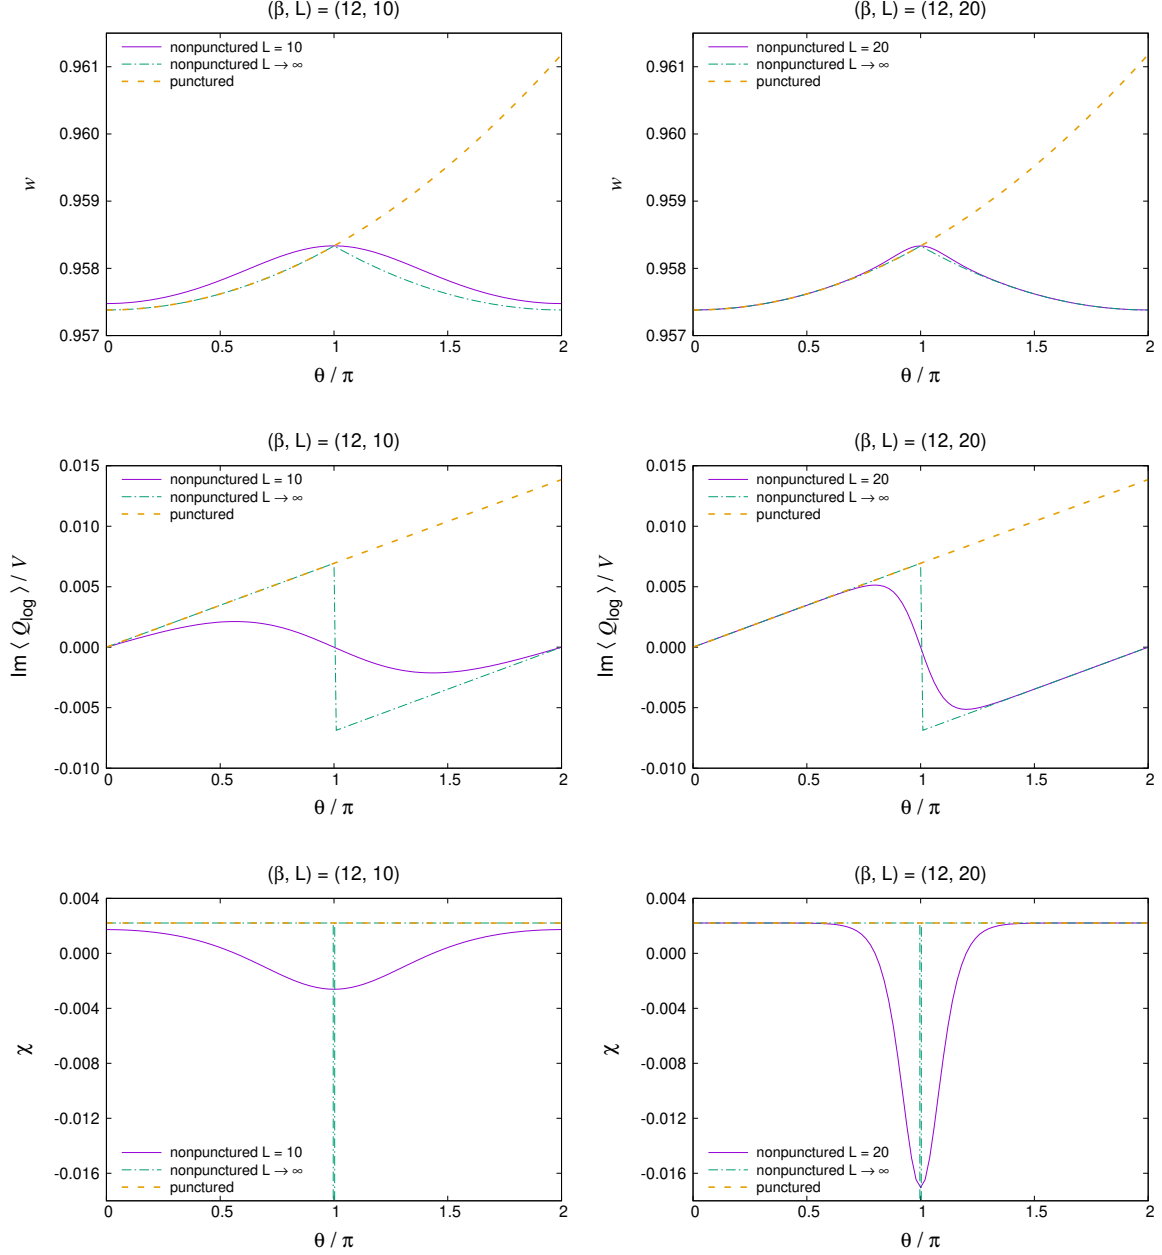 (β, L) = (12, 10)
nonpunctured L = 10
nonpunctured L → ∞
punctured
0.961
0.960
0.959
0.958
0.957
w
0 0.5 1 1.5 2
θ / π
(β, L) = (12, 20)
nonpunctured L = 20
nonpunctured L → ∞
punctured
0.961
0.960
0.959
0.958
0.957
w
0 0.5 1 1.5 2
θ / π
(β, L) = (12, 10)
nonpunctured L = 10
nonpunctured L → ∞
punctured
0.015
0.010
0.005
0.000
-0.005
-0.010
Im ⟨ Q_log ⟩ / V
0 0.5 1 1.5 2
θ / π
(β, L) = (12, 20)
nonpunctured L = 20
nonpunctured L → ∞
punctured
0.015
0.010
0.005
0.000
-0.005
-0.010
Im ⟨ Q_log ⟩ / V
0 0.5 1 1.5 2
θ / π
(β, L) = (12, 10)
0.004
0.000
-0.004
-0.008
-0.012
-0.016
χ
nonpunctured L = 10
nonpunctured L → ∞
punctured
0 0.5 1 1.5 2
θ / π
(β, L) = (12, 20)
0.004
0.000
-0.004
-0.008
-0.012
-0.016
χ
nonpunctured L = 20
nonpunctured L → ∞
punctured
0 0.5 1 1.5 2
θ / π